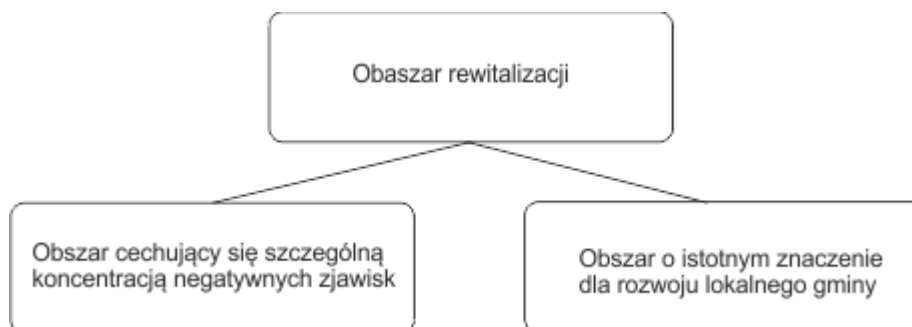 Obaszar rewitalizacji
Obszar cechujący się szczególną
koncentracją negatywnych zjawisk
Obszar o istotnym znaczenie
dla rozwoju lokalnego gminy